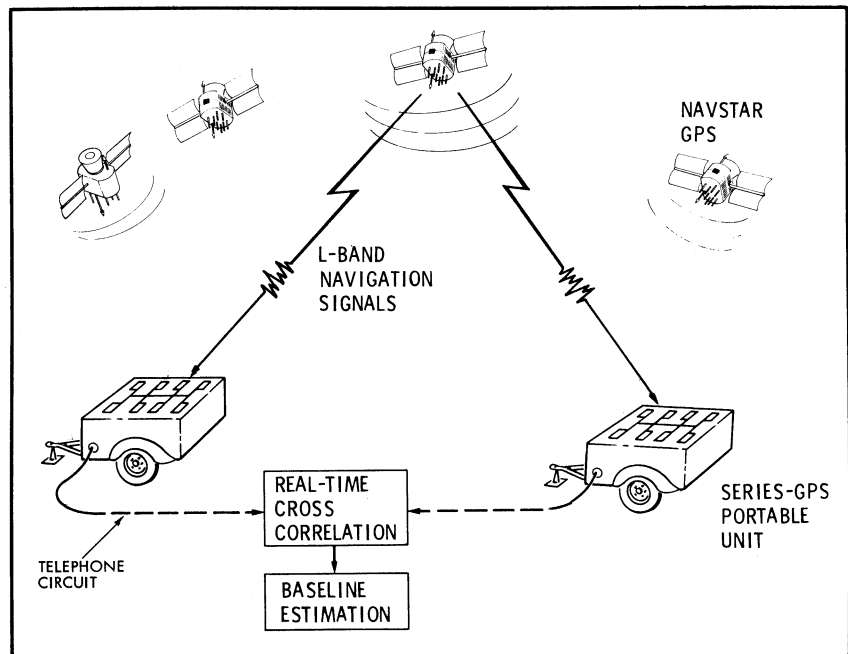 NAVSTAR
GPS
L-BAND
NAVIGATION
SIGNALS
REAL-TIME
CROSS
CORRELATION
SERIES-GPS
PORTABLE
UNIT
TELEPHONE
CIRCUIT
BASELINE
ESTIMATION